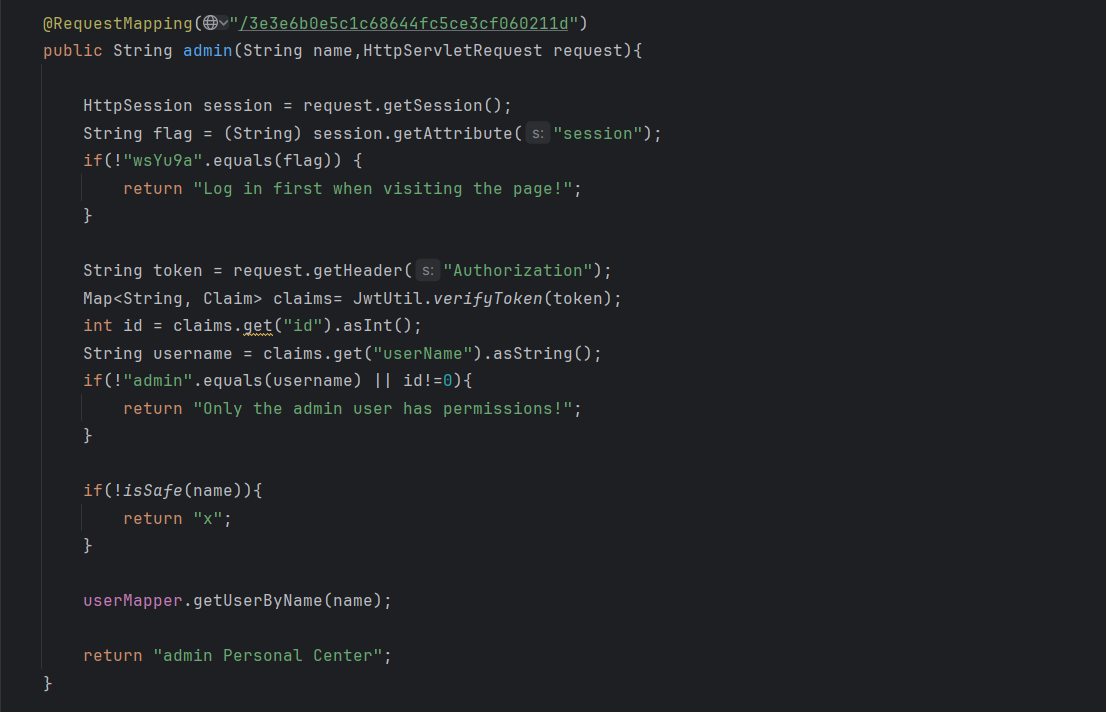 @RequestMapping("/3e3e6b0e5c1c68644fc5ce3cf060211d")
public String admin(String name,HttpServletRequest request){
HttpSession session = request.getSession();
String flag = (String) session.getAttribute( s: "session");
if(!"wsYu9a".equals(flag)) {
return "Log in first when visiting the page!";
}
String token = request.getHeader( s: "Authorization");
Map<String, Claim> claims= JwtUtil.verifyToken(token);
int id = claims.get("id").asInt();
String username = claims.get("userName").asString();
if(!"admin".equals(username) || id!=0){
return "Only the admin user has permissions!";
}
if(!isSafe(name)){
return "x";
}
userMapper.getUserByName(name);
return "admin Personal Center";
}